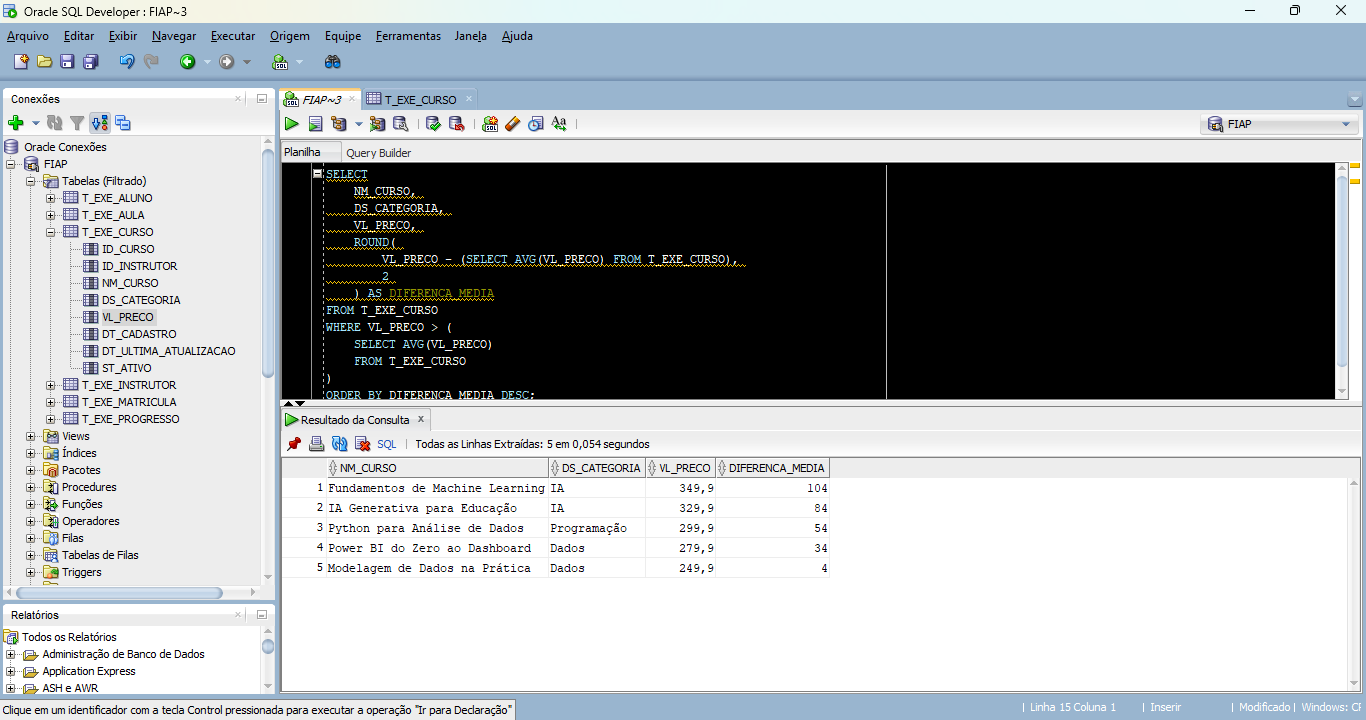 Oracle SQL Developer : FIAP~3
Arquivo Editar Exibir Navegar Executar Origem Equipe Ferramentas Janela Ajuda
Conexões
Oracle Conexões
FIAP
Tabelas (Filtrado)
T_EXE_ALUNO
T_EXE_AULA
T_EXE_CURSO
ID_CURSO
ID_INSTRUTOR
NM_CURSO
DS_CATEGORIA
VL_PRECO
DT_CADASTRO
DT_ULTIMA_ATUALIZACAO
ST_ATIVO
T_EXE_INSTRUTOR
T_EXE_MATRICULA
T_EXE_PROGRESSO
Views
Índices
Pacotes
Procedures
Funções
Operadores
Filas
Tabelas de Filas
Triggers
Relatórios
Todos os Relatórios
Administração de Banco de Dados
Application Express
ASH e AWR
FIAP~3 T_EXE_CURSO
FIAP
Planilha Query Builder
SELECT
NM_CURSO,
DS_CATEGORIA,
VL_PRECO,
ROUND(
VL_PRECO - (SELECT AVG(VL_PRECO) FROM T_EXE_CURSO),
2
) AS DIFERENCA_MEDIA
FROM T_EXE_CURSO
WHERE VL_PRECO > (
SELECT AVG(VL_PRECO)
FROM T_EXE_CURSO
)
ORDER BY DIFERENCA_MEDIA DESC;
Resultado da Consulta
SQL Todas as Linhas Extraídas: 5 em 0,054 segundos
NM_CURSO DS_CATEGORIA VL_PRECO DIFERENCA_MEDIA
1 Fundamentos de Machine Learning IA 349,9 104
2 IA Generativa para Educação IA 329,9 84
3 Python para Análise de Dados Programação 299,9 54
4 Power BI do Zero ao Dashboard Dados 279,9 34
5 Modelagem de Dados na Prática Dados 249,9 4
Clique em um identificador com a tecla Control pressionada para executar a operação "Ir para Declaração"
Linha 15 Coluna 1 Inserir Modificado Windows: